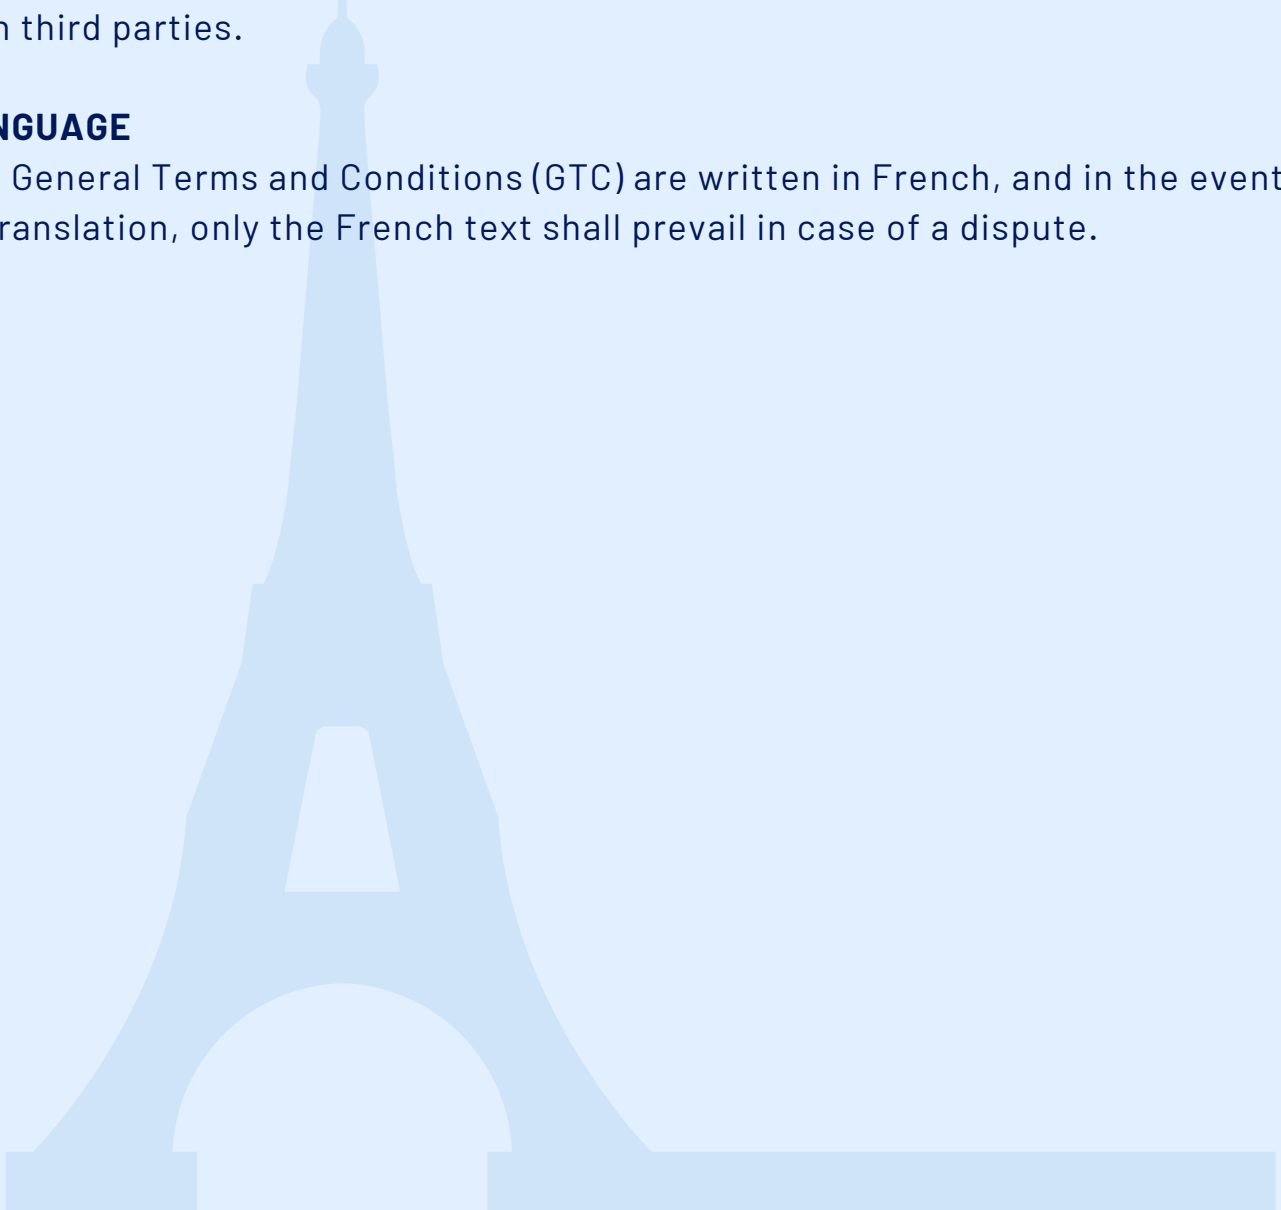 third parties.
NGUAGE
General Terms and Conditions (GTC) are written in French, and in the event
ranslation, only the French text shall prevail in case of a dispute.